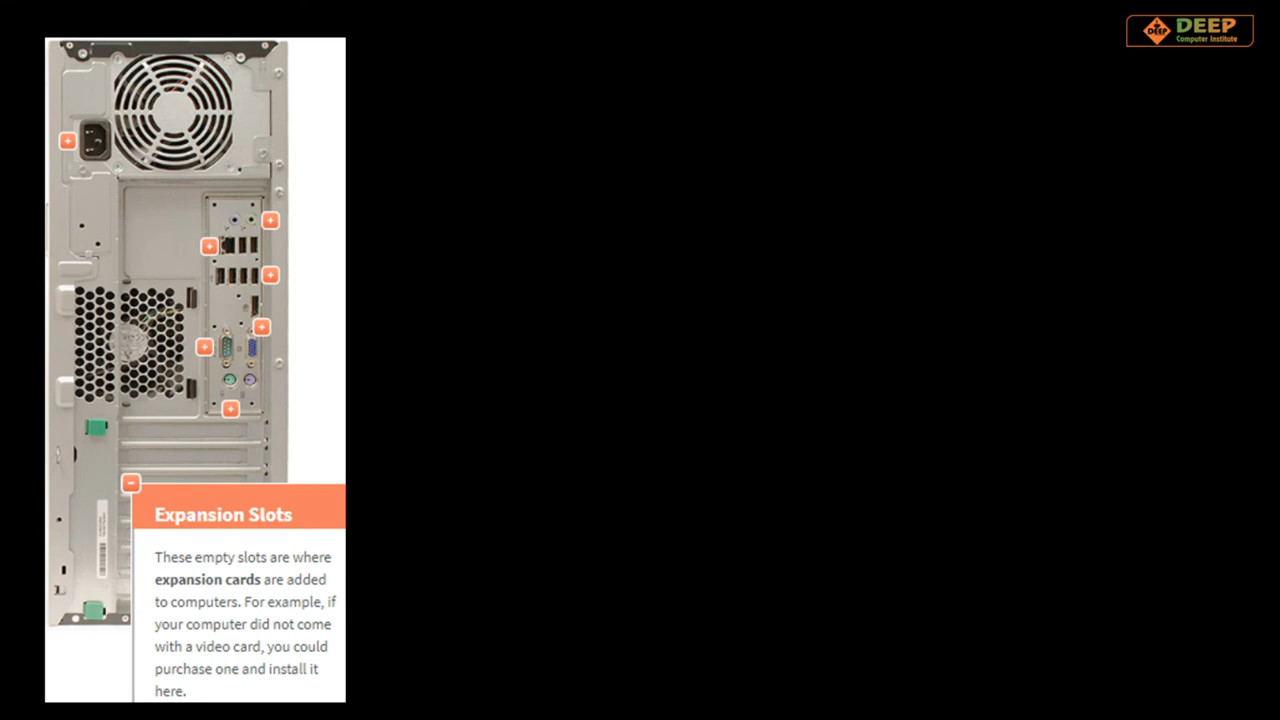 DEEP
DEEP
Computer Institute
Expansion Slots
These empty slots are where
expansion cards are added
to computers. For example, if
your computer did not come
with a video card, you could
purchase one and install it
here.